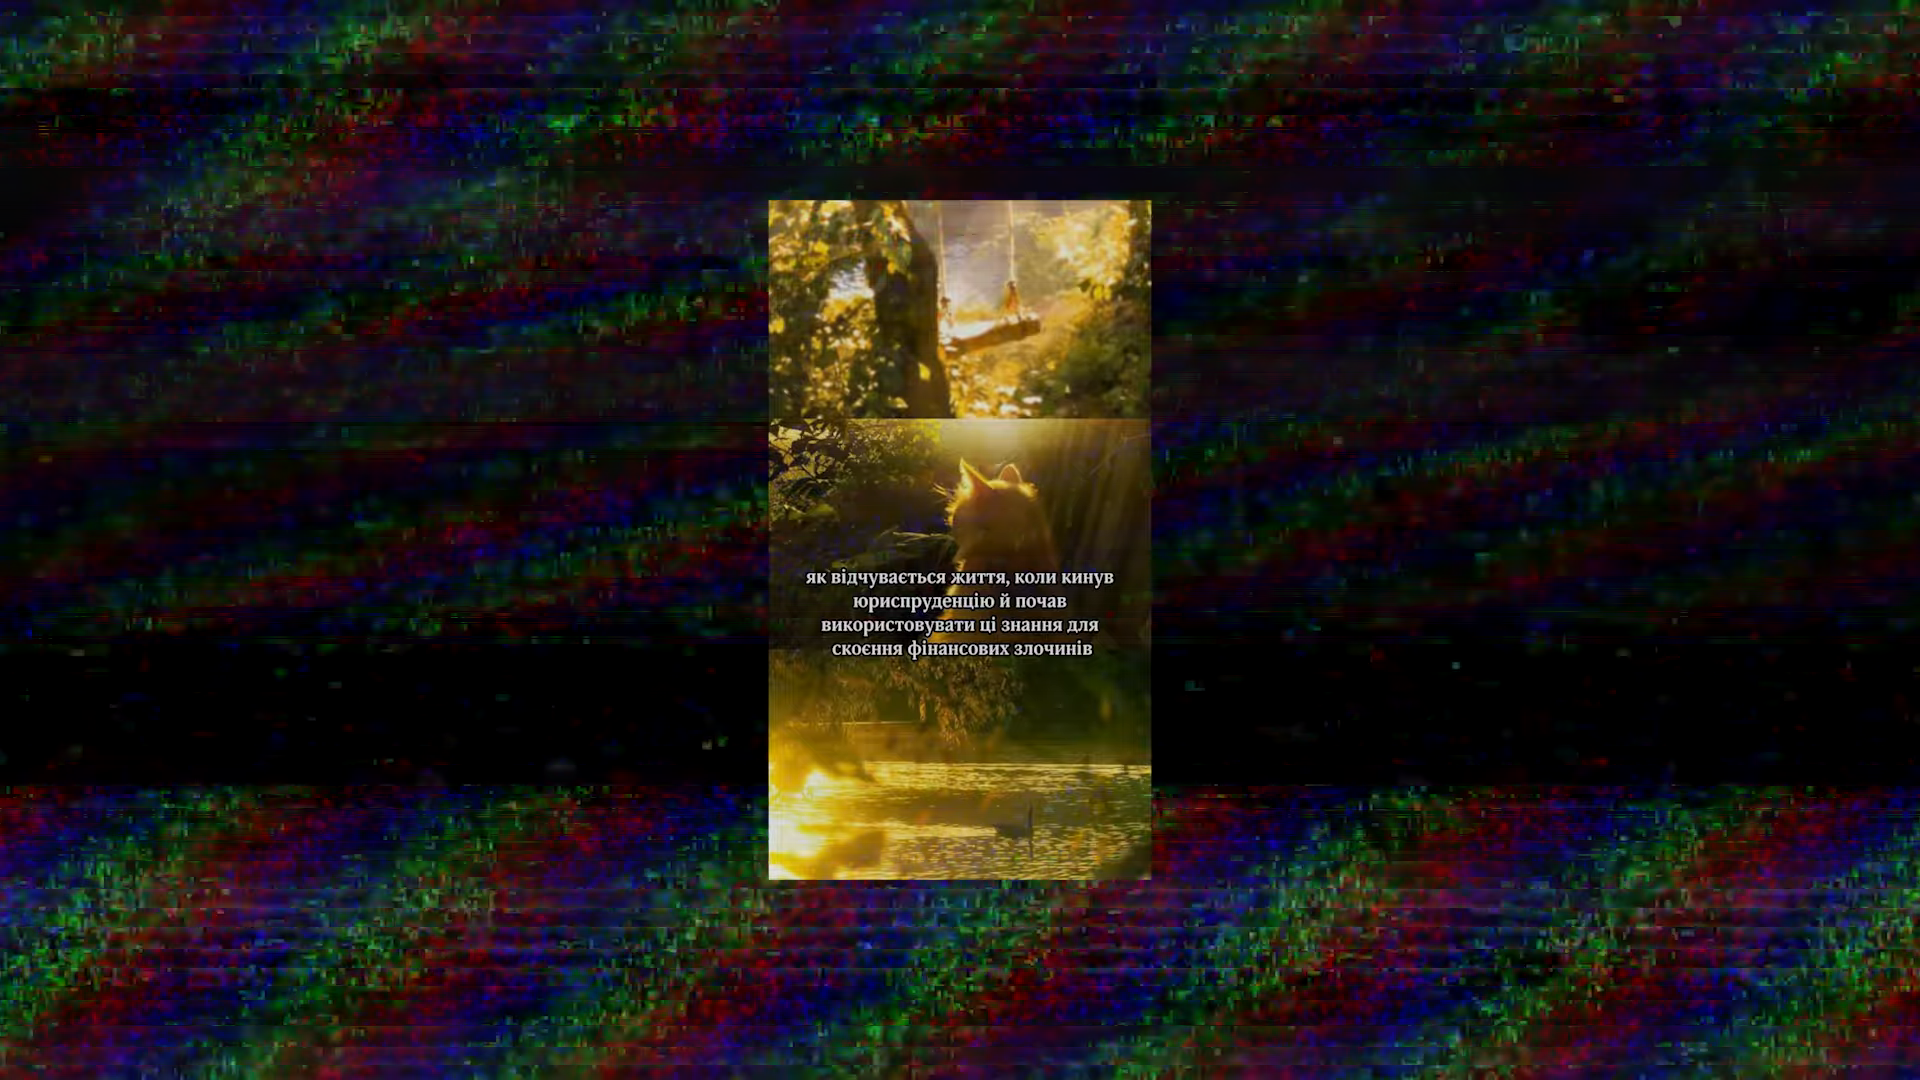 як відчувається життя, коли кинув
юриспруденцію й почав
використовувати ці знання для
скоєння фінансових злочинів